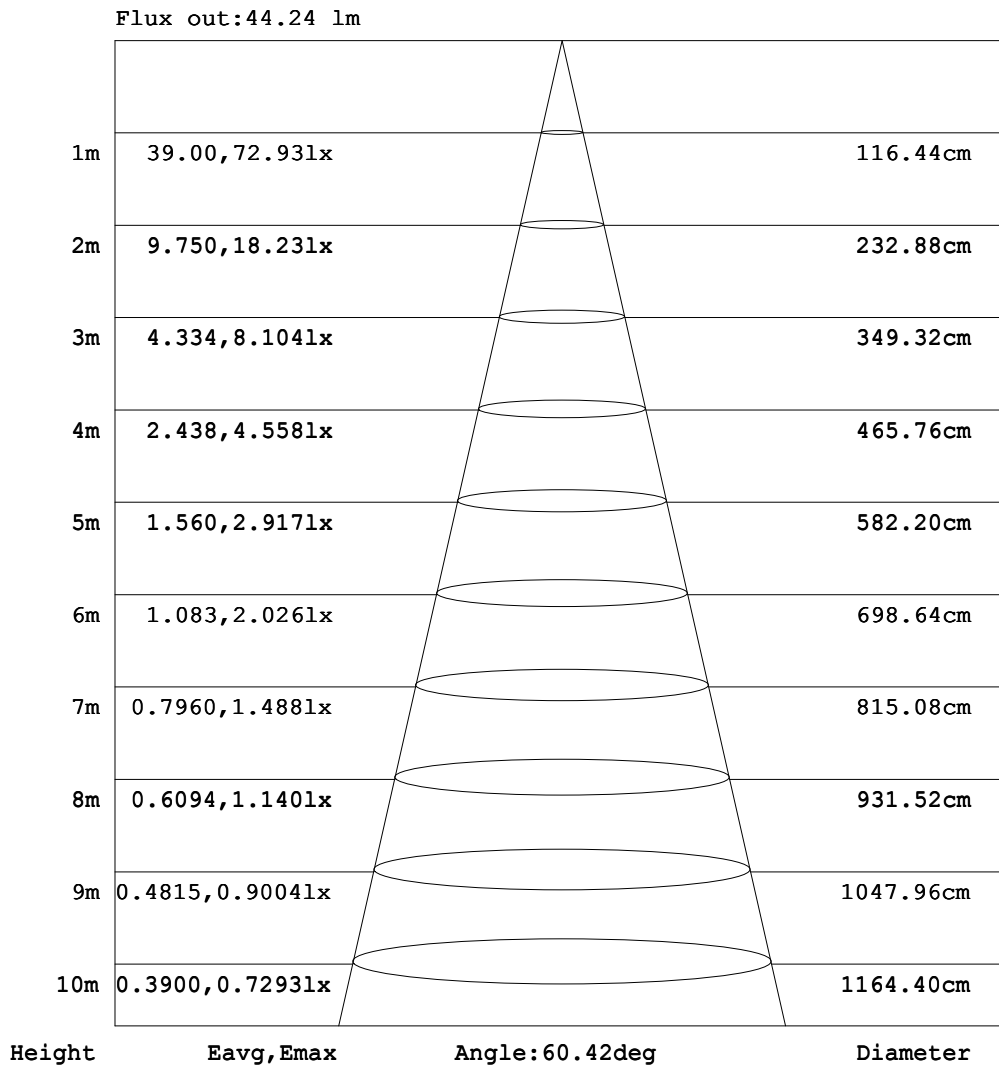 Flux out:44.24 lm
1m 39.00,72.93lx 116.44cm
2m 9.750,18.23lx 232.88cm
3m 4.334,8.104lx 349.32cm
4m 2.438,4.558lx 465.76cm
5m 1.560,2.917lx 582.20cm
6m 1.083,2.026lx 698.64cm
7m 0.7960,1.488lx 815.08cm
8m 0.6094,1.140lx 931.52cm
9m 0.4815,0.9004lx 1047.96cm
10m 0.3900,0.7293lx 1164.40cm
Height Eavg,Emax Angle:60.42deg Diameter